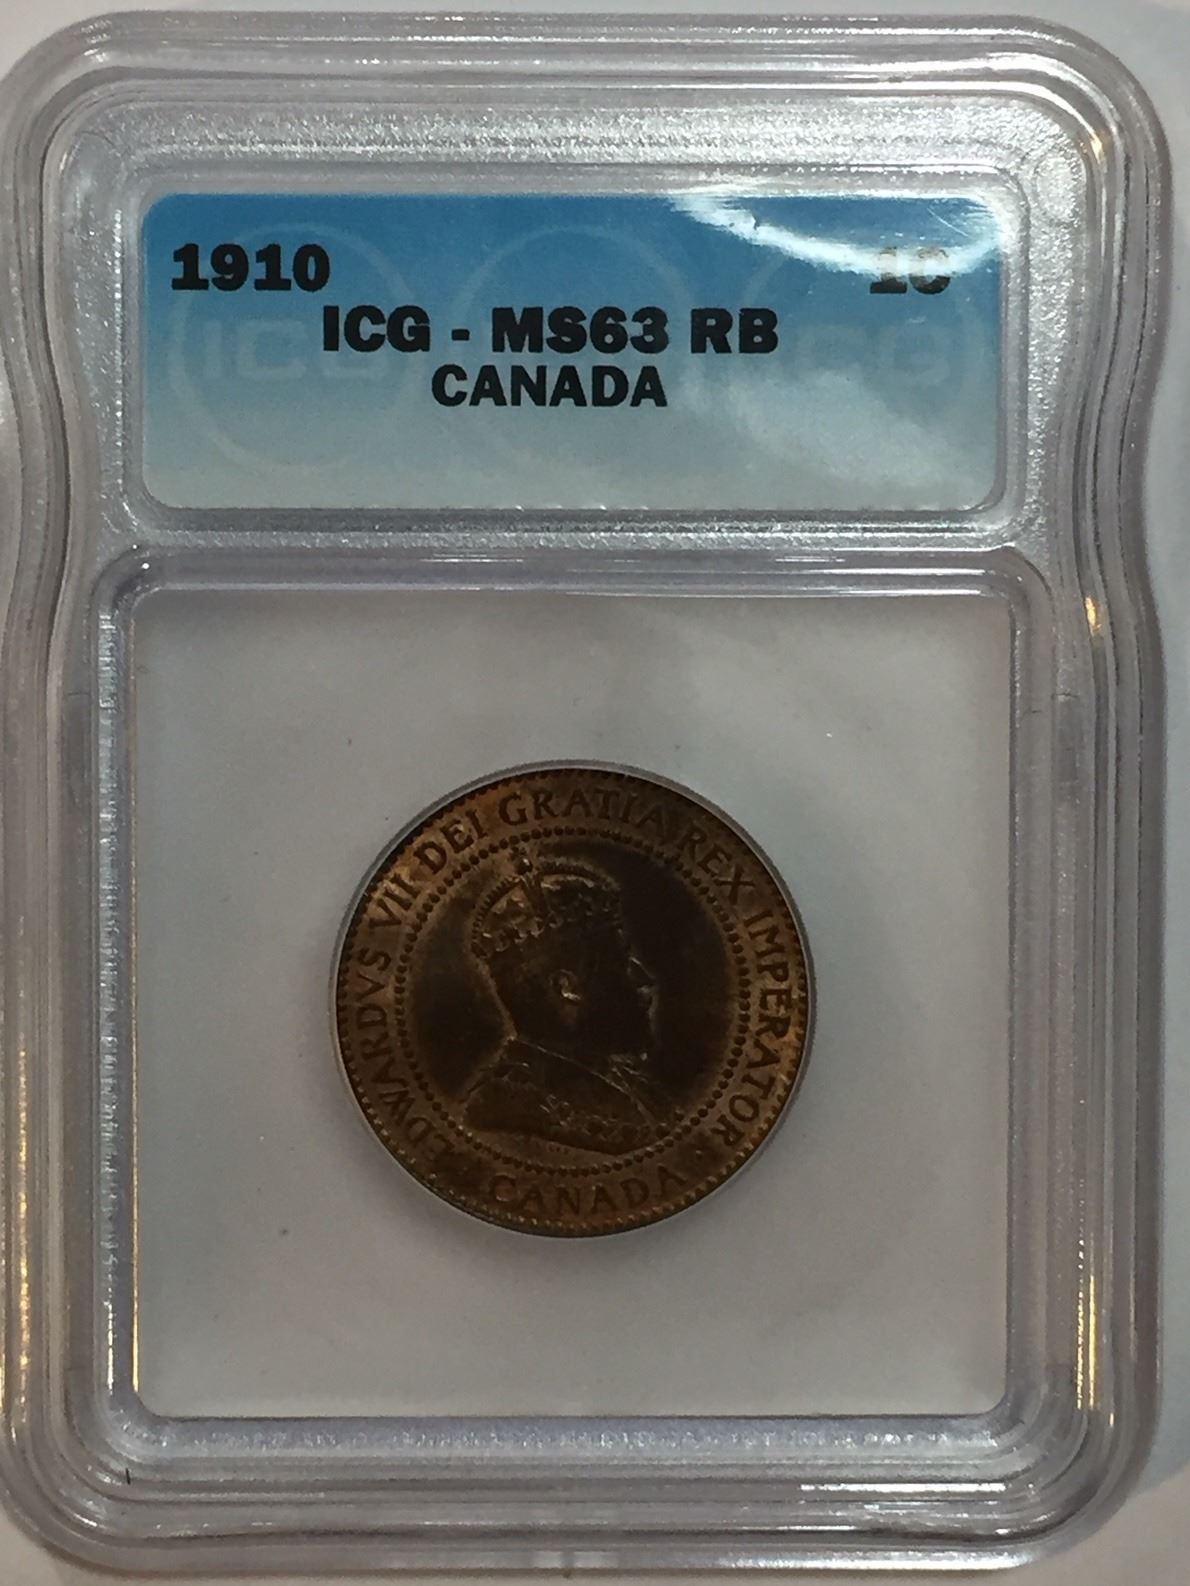 1910 1C
ICG - MS63 RB
CANADA
EDWARDVS VII DEI GRATIA REX IMPERATOR
CANADA